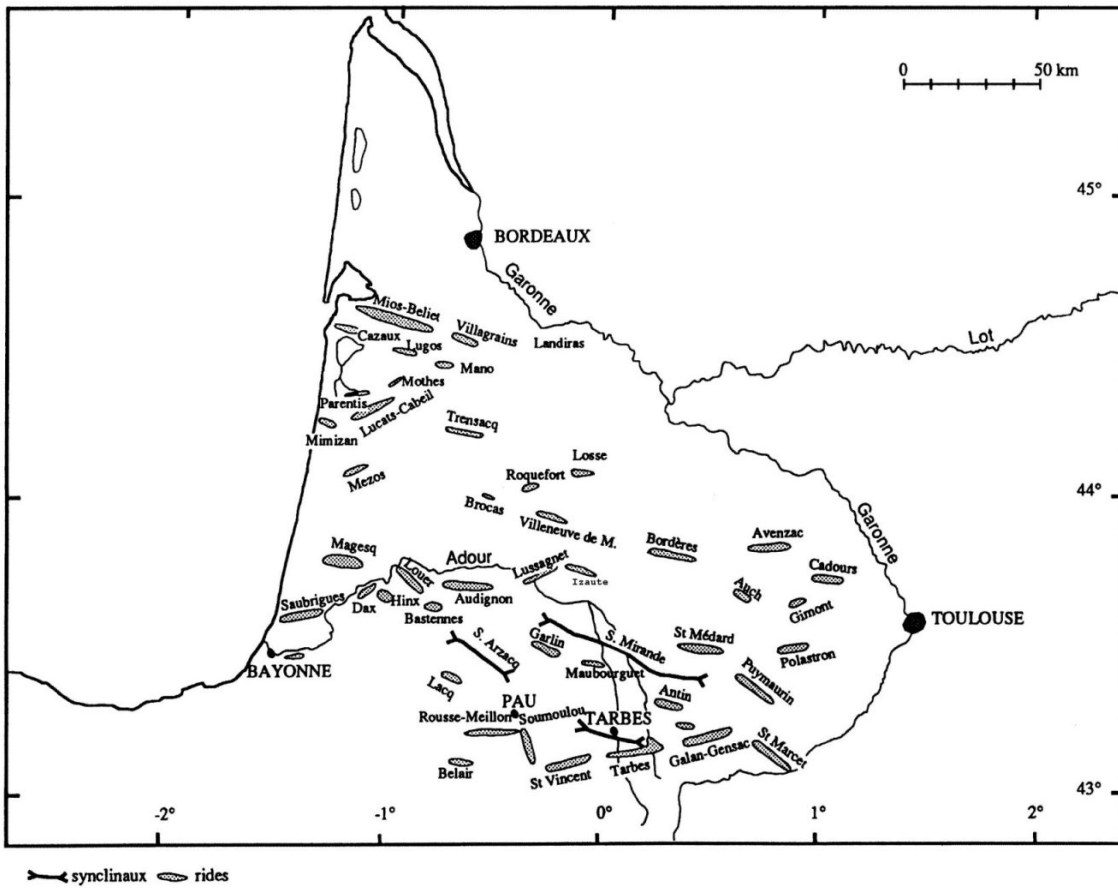 0 50 km
45°
BORDEAUX
Garonne
Mios-Beliet
Villagrains
Landiras
Lot
Cazaux
Lugos
Mano
Mothes
Parentis
Lucats-Cabeil
Mimizan
Trensacq
Mezos
Losse
Roquefort
Brocas
44°
Villeneuve de M.
Garonne
Bordères
Avenzac
Magesq
Adour
Louer
Lussagnet
Izaute
Cadours
Saubrigues
Dax
Hinx
Audignon
Auch
Gimont
Bastennes
TOULOUSE
BAYONNE
S. Arzacq
Garlin
S. Mirande
St Médard
Polastron
Maubourguet
Lacq
Puymaurin
PAU
Antin
Rousse-Meillon
Soumoulou
TARBES
Galan-Gensac
St Marcet
Belair
St Vincent
Tarbes
43°
-2° -1° 0° 1° 2°
synclinaux rides